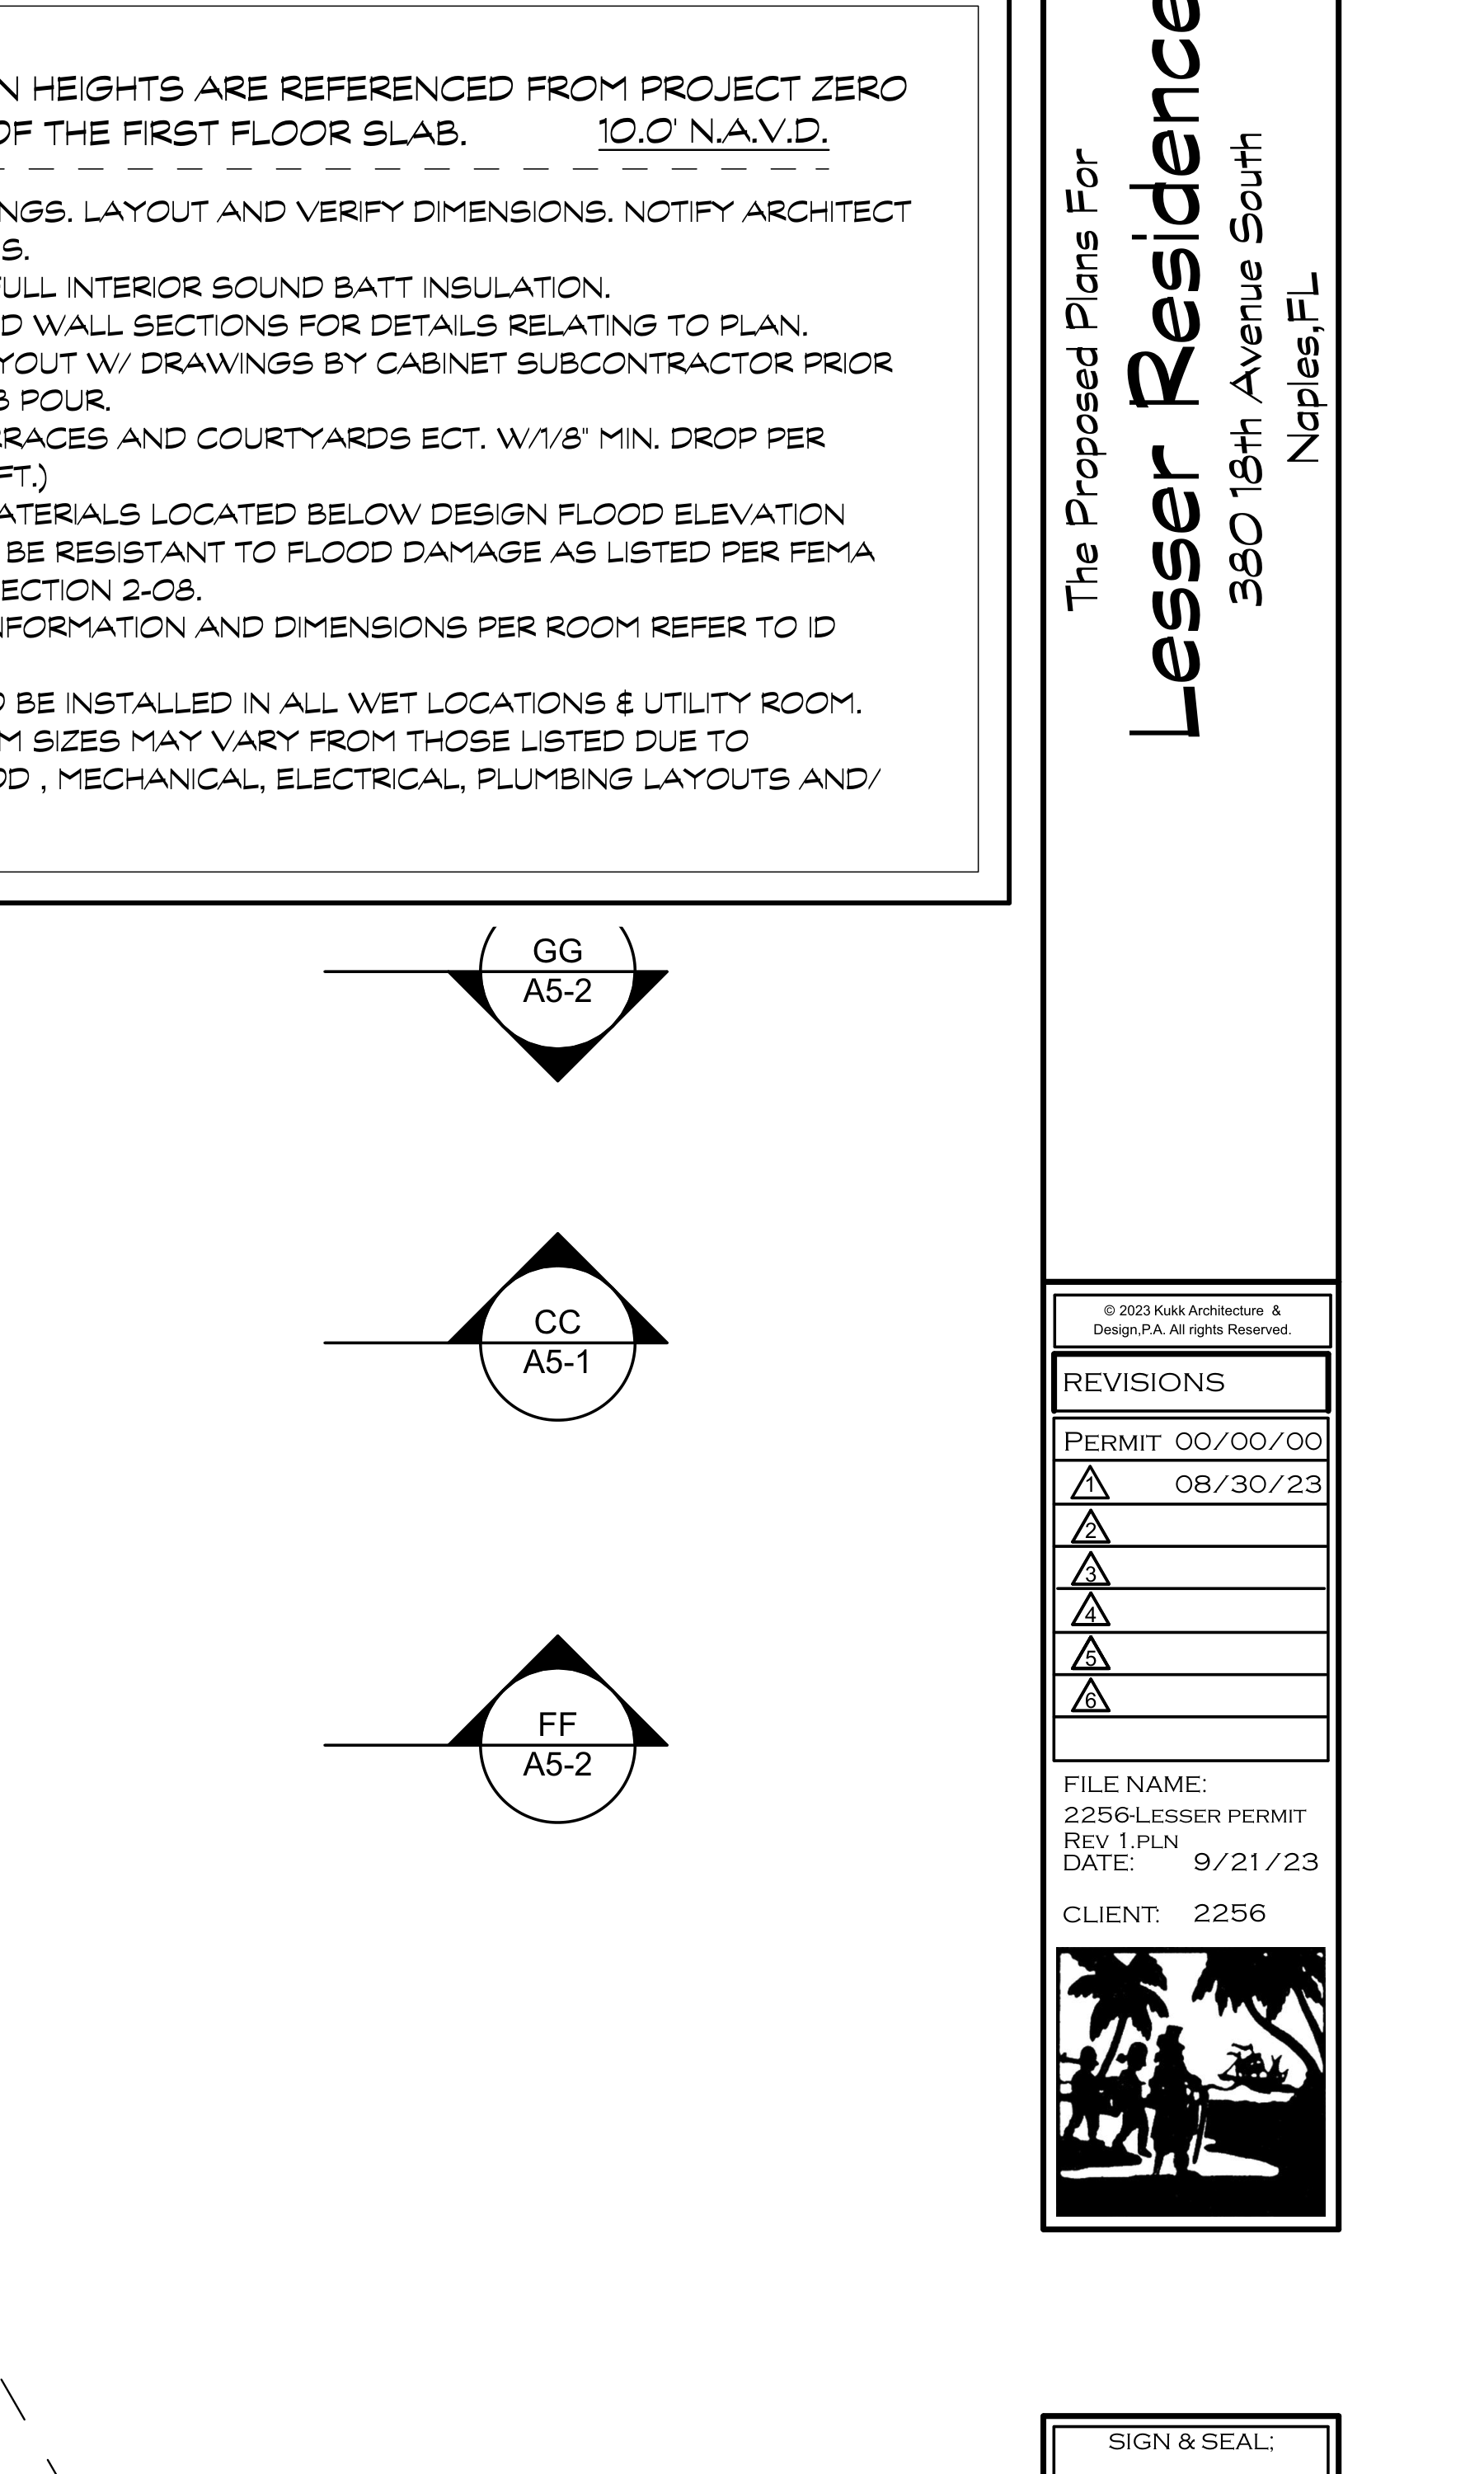 N HEIGHTS ARE REFERENCED FROM PROJECT ZERO
OF THE FIRST FLOOR SLAB. 10.0' N.A.V.D.
NGS. LAYOUT AND VERIFY DIMENSIONS. NOTIFY ARCHITECT
S.
FULL INTERIOR SOUND BATT INSULATION.
D WALL SECTIONS FOR DETAILS RELATING TO PLAN.
YOUT W/ DRAWINGS BY CABINET SUBCONTRACTOR PRIOR
B POUR.
RRACES AND COURTYARDS ECT. W/1/8" MIN. DROP PER
FT.)
ATERIALS LOCATED BELOW DESIGN FLOOD ELEVATION
BE RESISTANT TO FLOOD DAMAGE AS LISTED PER FEMA
ECTION 2-08.
NFORMATION AND DIMENSIONS PER ROOM REFER TO ID
O BE INSTALLED IN ALL WET LOCATIONS & UTILITY ROOM.
M SIZES MAY VARY FROM THOSE LISTED DUE TO
OD , MECHANICAL, ELECTRICAL, PLUMBING LAYOUTS AND/
GG
A5-2
CC
A5-1
FF
A5-2
The Proposed Plans For
Lesser Residence
380 18th Avenue South
Naples,FL
© 2023 Kukk Architecture &
Design,P.A. All rights Reserved.
REVISIONS
PERMIT 00/00/00
1 08/30/23
2
3
4
5
6
FILE NAME:
2256-LESSER PERMIT
REV 1.PLN
DATE: 9/21/23
CLIENT: 2256
SIGN & SEAL;